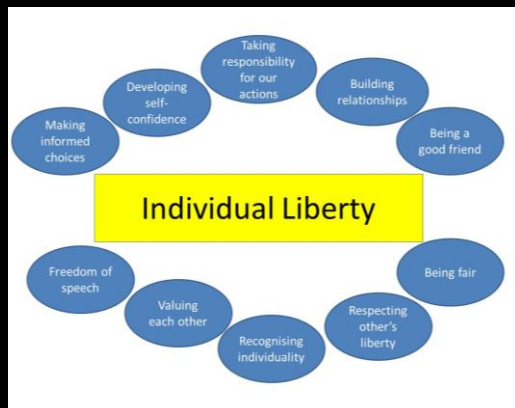 Taking
responsibility
for our
actions
Developing
self-
confidence
Building
relationships
Making
informed
choices
Being a
good friend
Individual Liberty
Freedom of
speech
Being fair
Valuing
each other
Respecting
other's
liberty
Recognising
individuality